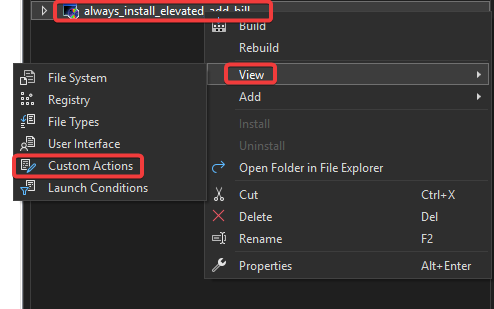 always_install_elevated_add_bill
Build
Rebuild
View
Add
Install
Uninstall
Open Folder in File Explorer
Cut Ctrl+X
Delete Del
Rename F2
Properties Alt+Enter
File System
Registry
File Types
User Interface
Custom Actions
Launch Conditions